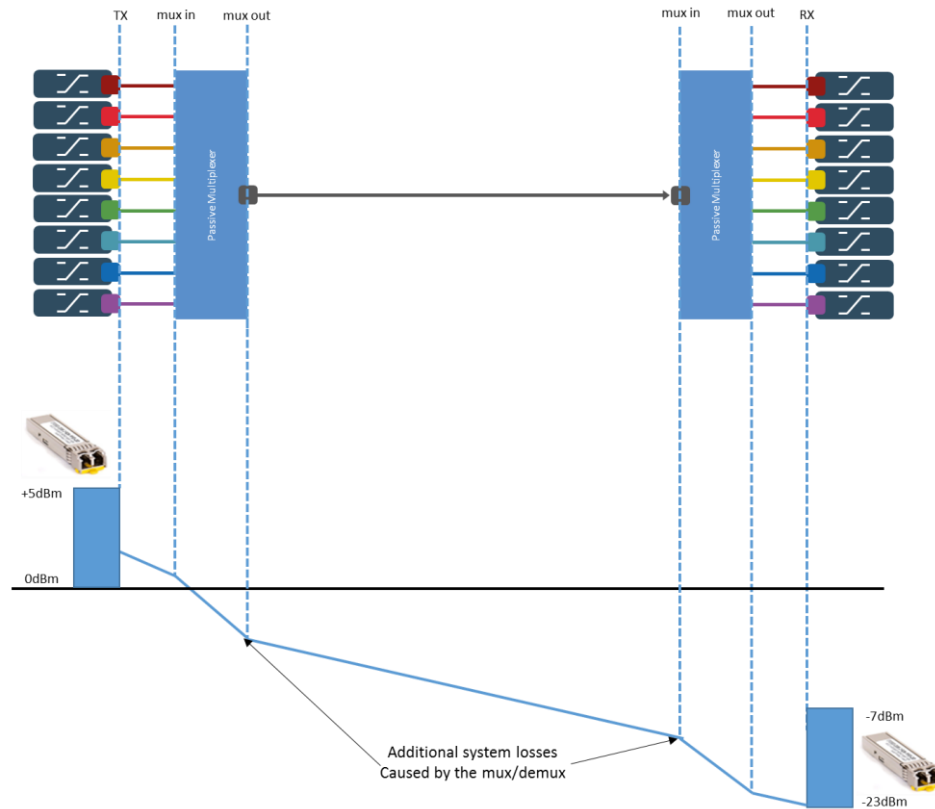 TX
mux in
mux out
mux in
mux out
RX
Passive Multiplexer
Passive Multiplexer
+5dBm
0dBm
-7dBm
-23dBm
Additional system losses
Caused by the mux/demux